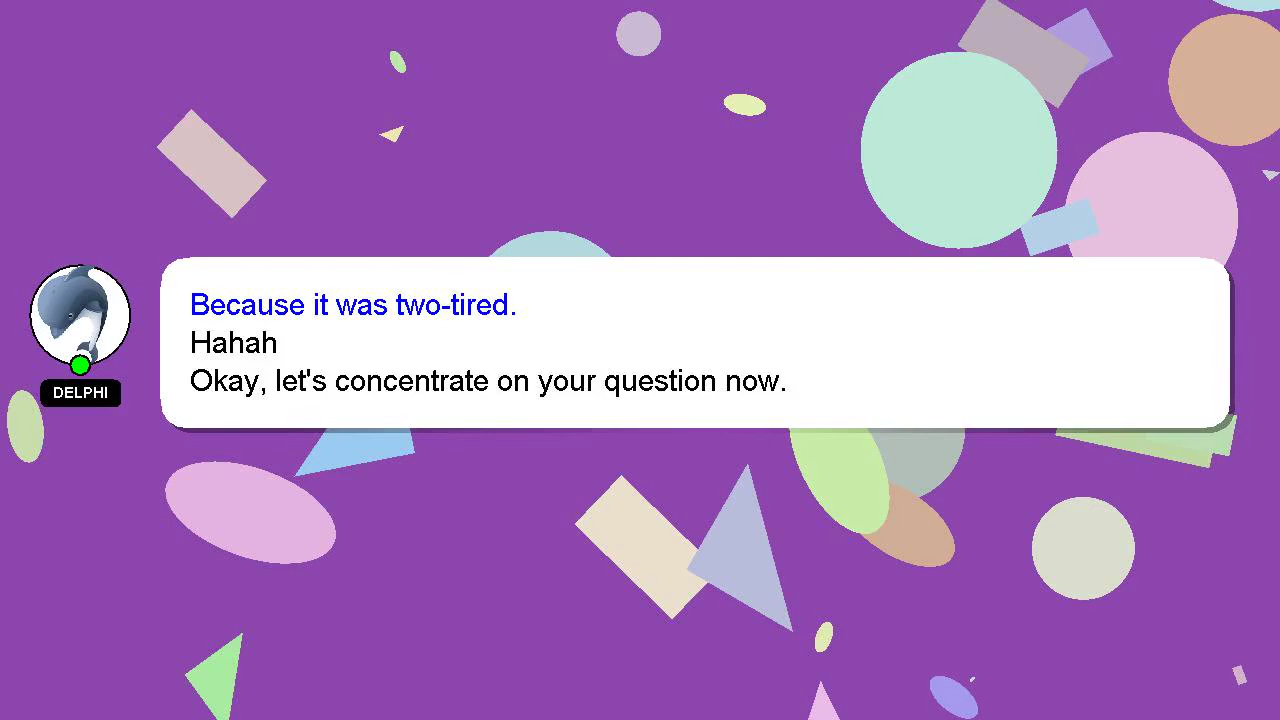 Because it was two-tired.
Hahah
Okay, let's concentrate on your question now.
DELPHI